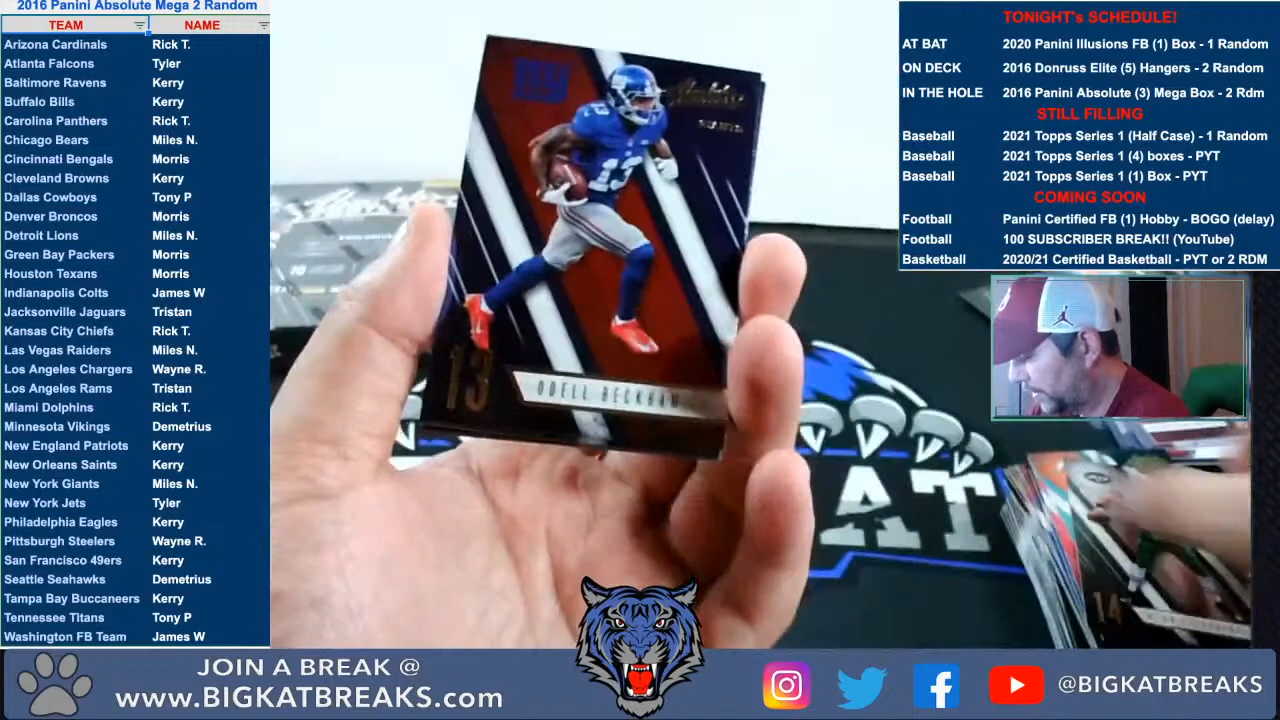 2016 Panini Absolute Mega 2 Random
TEAM NAME
Arizona Cardinals Rick T.
Atlanta Falcons Tyler
Baltimore Ravens Kerry
Buffalo Bills Kerry
Carolina Panthers Rick T.
Chicago Bears Miles N.
Cincinnati Bengals Morris
Cleveland Browns Kerry
Dallas Cowboys Tony P
Denver Broncos Morris
Detroit Lions Miles N.
Green Bay Packers Morris
Houston Texans Morris
Indianapolis Colts James W
Jacksonville Jaguars Tristan
Kansas City Chiefs Rick T.
Las Vegas Raiders Miles N.
Los Angeles Chargers Wayne R.
Los Angeles Rams Tristan
Miami Dolphins Rick T.
Minnesota Vikings Demetrius
New England Patriots Kerry
New Orleans Saints Kerry
New York Giants Miles N.
New York Jets Tyler
Philadelphia Eagles Kerry
Pittsburgh Steelers Wayne R.
San Francisco 49ers Kerry
Seattle Seahawks Demetrius
Tampa Bay Buccaneers Kerry
Tennessee Titans Tony P
Washington FB Team James W
NY
13
13
13
ODELL BECKHAM
TONIGHT's SCHEDULE!
AT BAT 2020 Panini Illusions FB (1) Box - 1 Random
ON DECK 2016 Donruss Elite (5) Hangers - 2 Random
IN THE HOLE 2016 Panini Absolute (3) Mega Box - 2 Rdm
STILL FILLING
Baseball 2021 Topps Series 1 (Half Case) - 1 Random
Baseball 2021 Topps Series 1 (4) boxes - PYT
Baseball 2021 Topps Series 1 (1) Box - PYT
COMING SOON
Football Panini Certified FB (1) Hobby - BOGO (delay)
Football 100 SUBSCRIBER BREAK!! (YouTube)
Basketball 2020/21 Certified Basketball - PYT or 2 RDM
AT
14
JOIN A BREAK @
www.BIGKATBREAKS.com
@BIGKATBREAKS